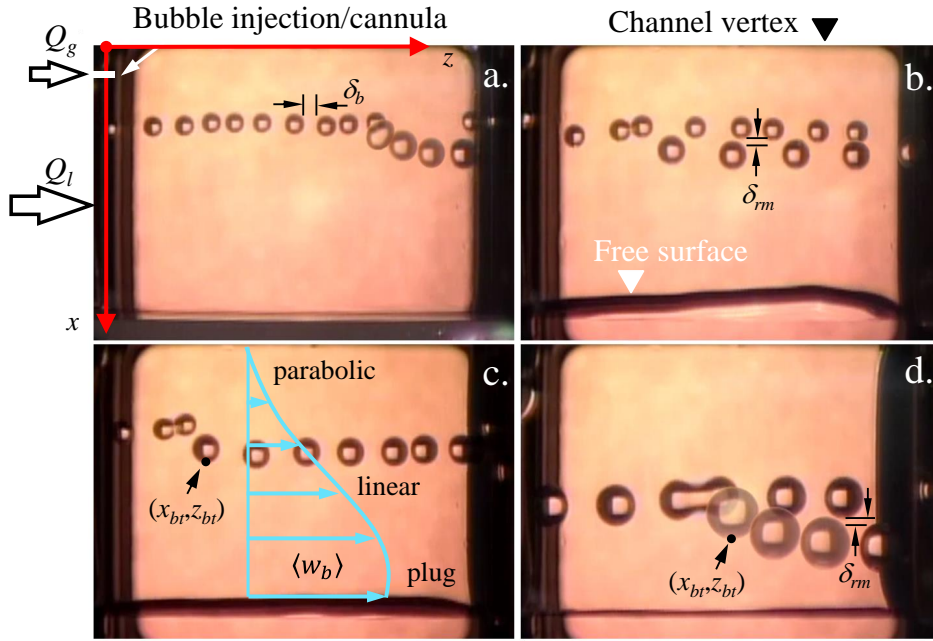 Bubble injection/cannula
Channel vertex
Q_g
z
a.
b.
δ_b
Q_l
δ_rm
Free surface
x
c.
d.
parabolic
(x_bt,z_bt)
linear
⟨w_b⟩
plug
(x_bt,z_bt)
δ_rm